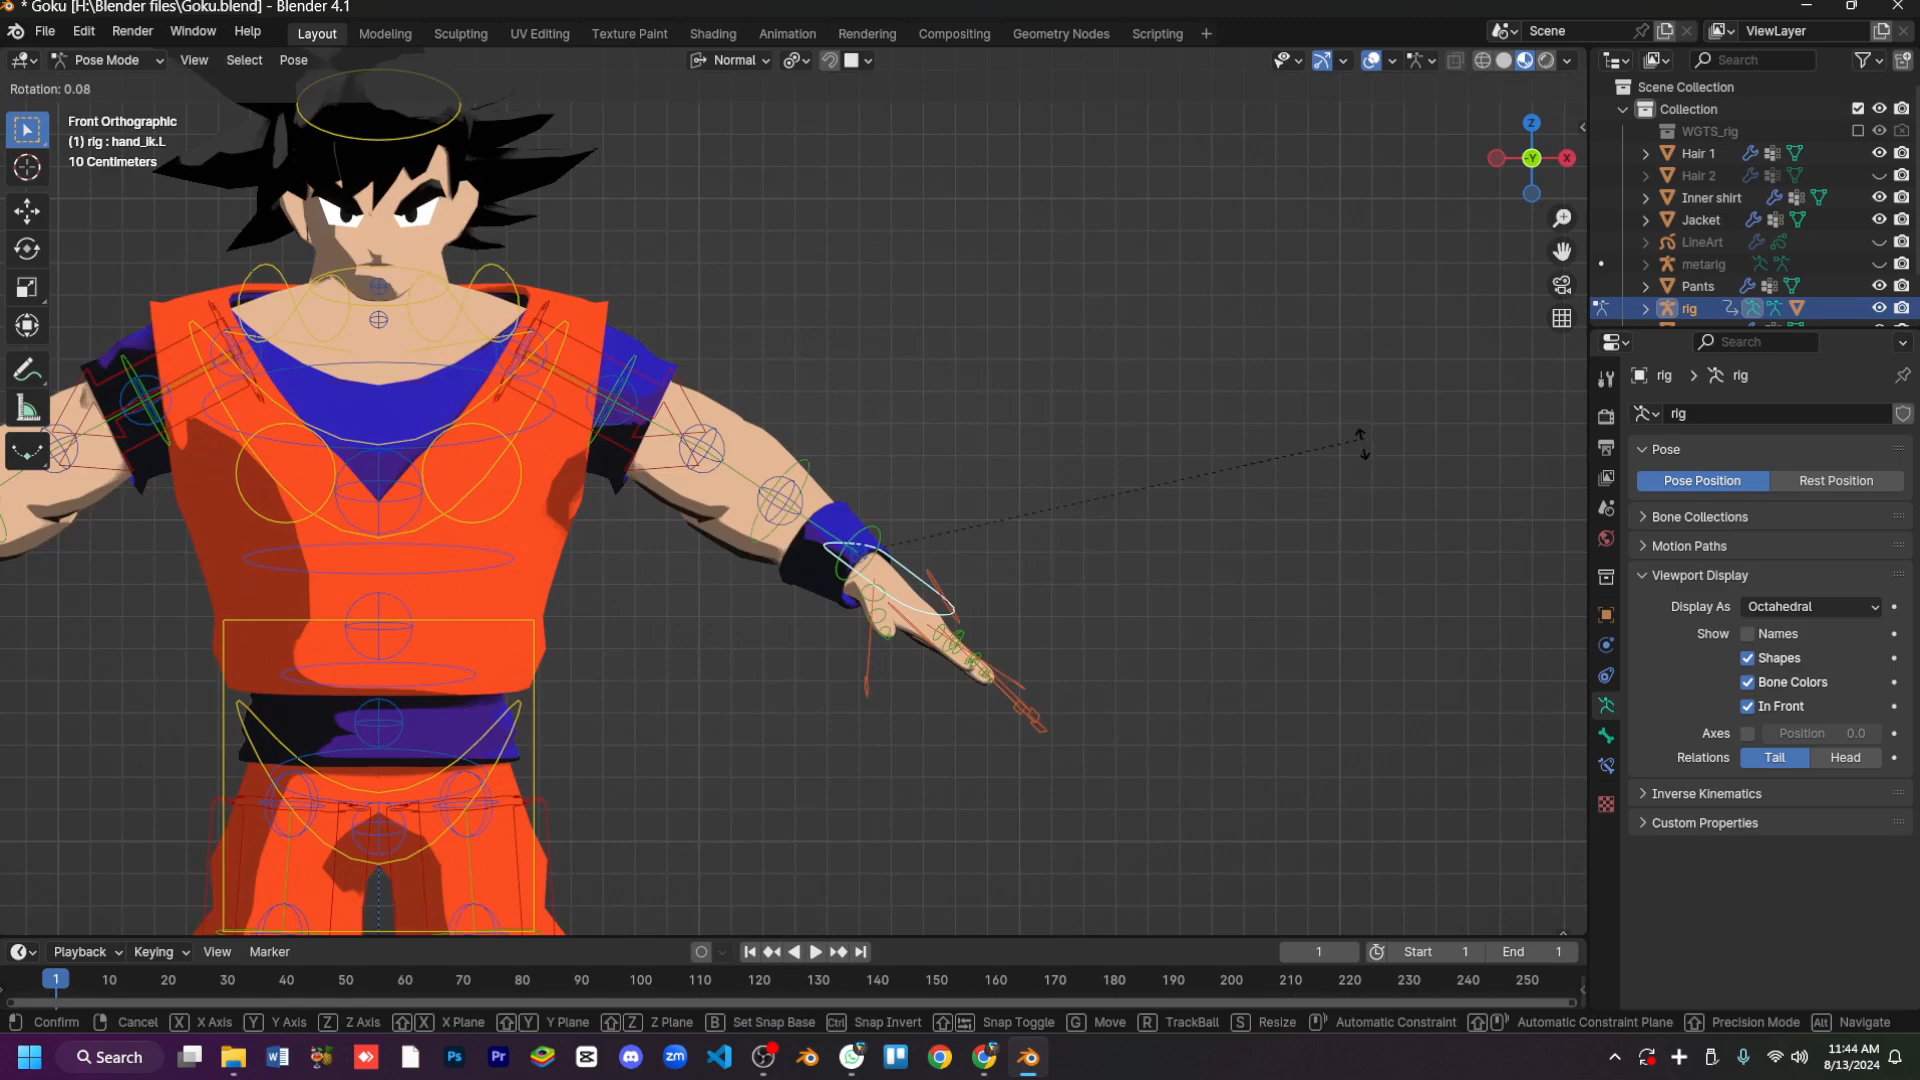 * Goku [H:\Blender files\Goku.blend] - Blender 4.1
File Edit Render Window Help Layout Modeling Sculpting UV Editing Texture Paint Shading Animation Rendering Compositing Geometry Nodes Scripting + Scene ViewLayer
Pose Mode View Select Pose Normal Search
Rotation: 0.08
Front Orthographic
(1) rig : hand_ik.L
10 Centimeters
Z
-Y X
Scene Collection
Collection
WGTS_rig
Hair 1
Hair 2
Inner shirt
Jacket
LineArt
metarig
Pants
rig
Search
rig > rig
rig
Pose
Pose Position Rest Position
Bone Collections
Motion Paths
Viewport Display
Display As Octahedral
Show Names
Shapes
Bone Colors
In Front
Axes Position 0.0
Relations Tail Head
Inverse Kinematics
Custom Properties
Playback Keying View Marker 1 Start 1 End 1
1 10 20 30 40 50 60 70 80 90 100 110 120 130 140 150 160 170 180 190 200 210 220 230 240 250
Confirm Cancel X X Axis Y Y Axis Z Z Axis X X Plane Y Y Plane Z Z Plane B Set Snap Base Ctrl Snap Invert Snap Toggle G Move R TrackBall S Resize Automatic Constraint Automatic Constraint Plane Precision Mode Alt Navigate
Search W Ps Pr zm
11:44 AM
8/13/2024